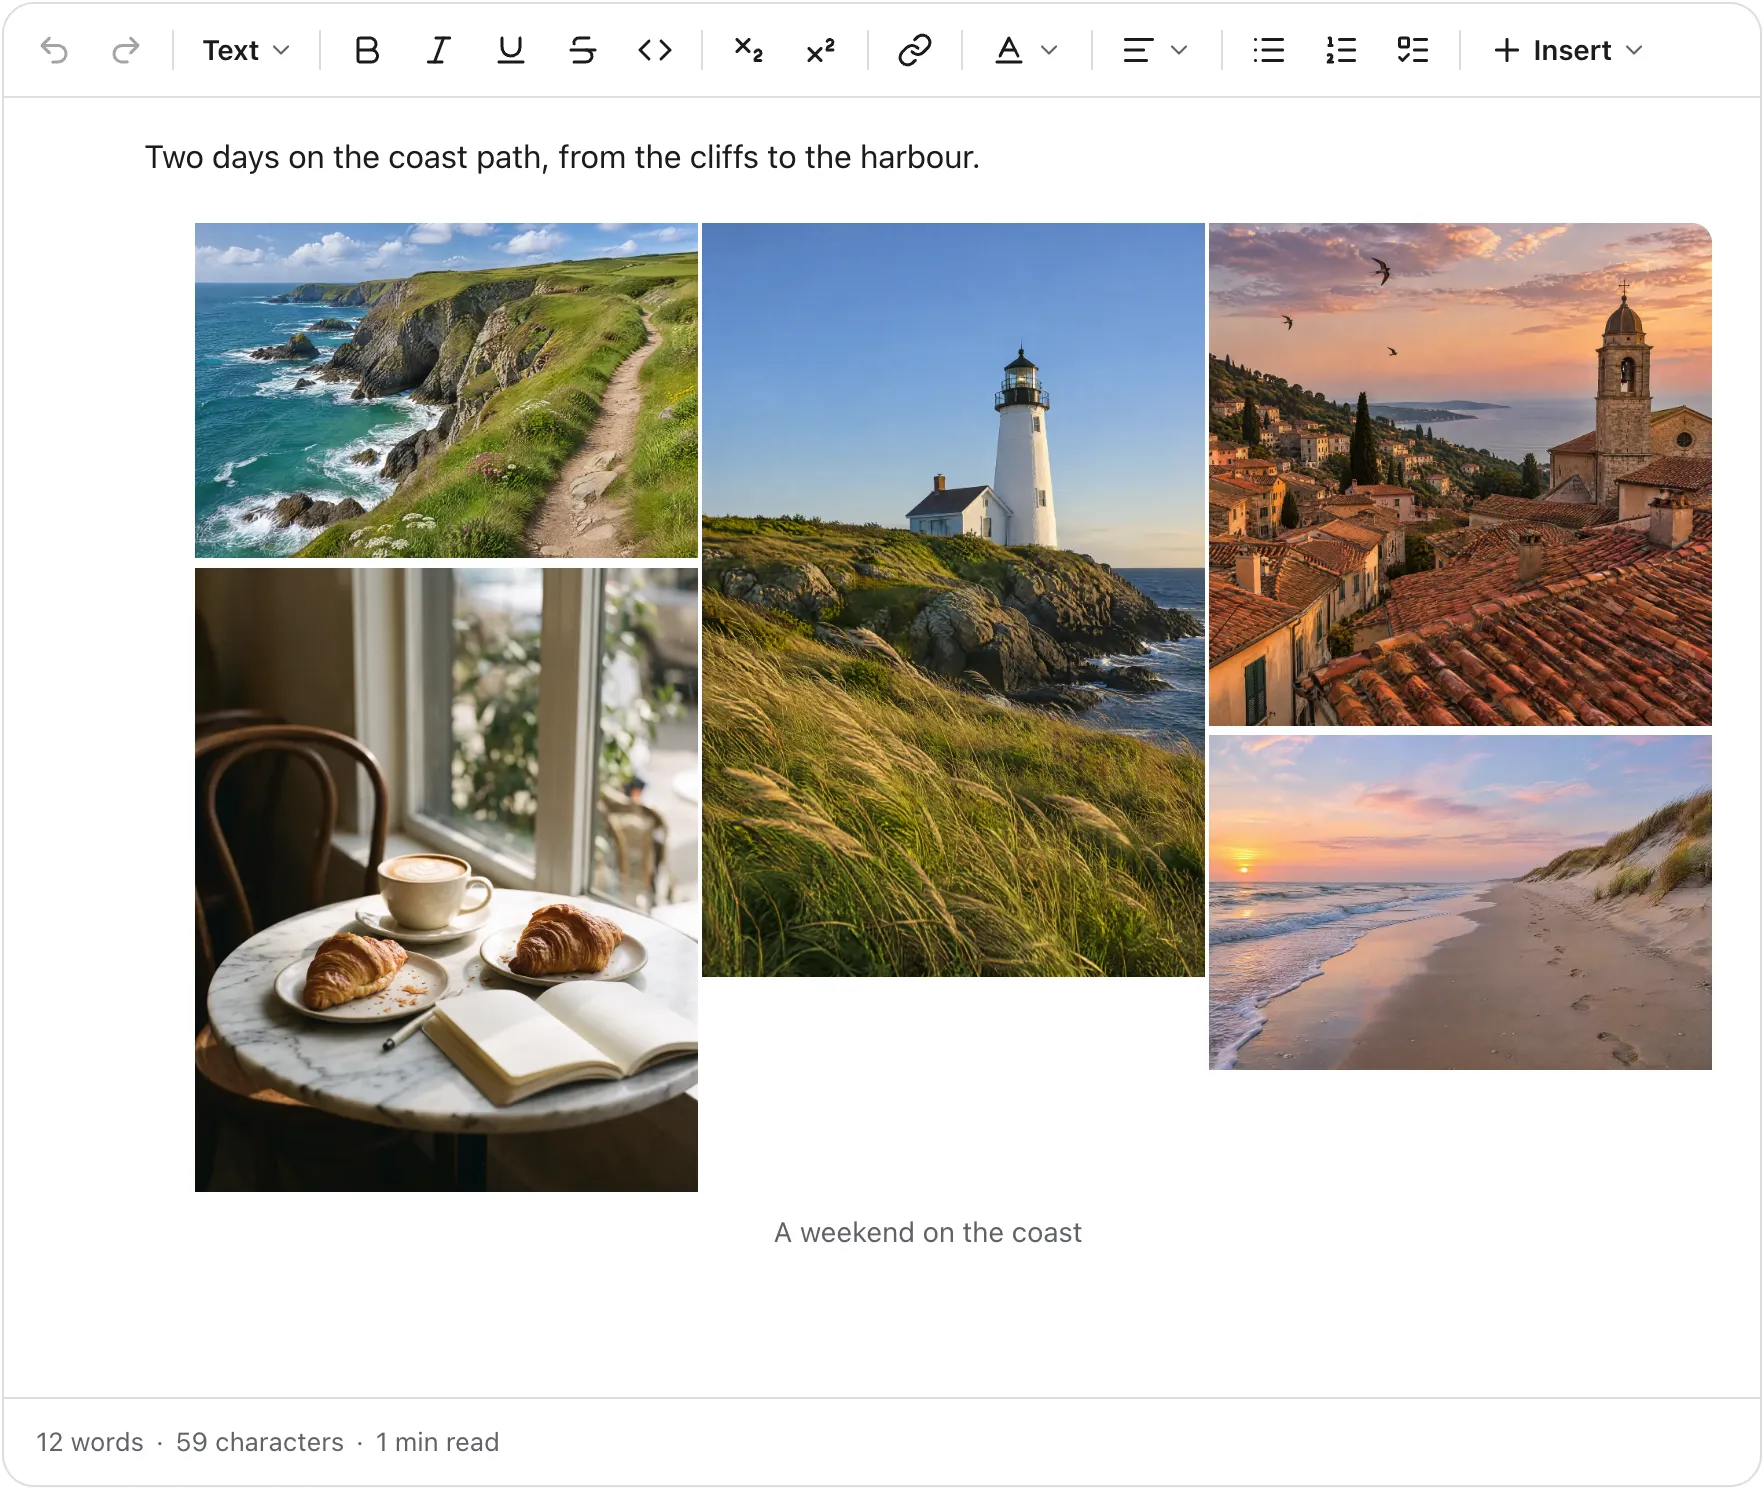 Text
Insert
Two days on the coast path, from the cliffs to the harbour.
A weekend on the coast
12 words · 59 characters · 1 min read